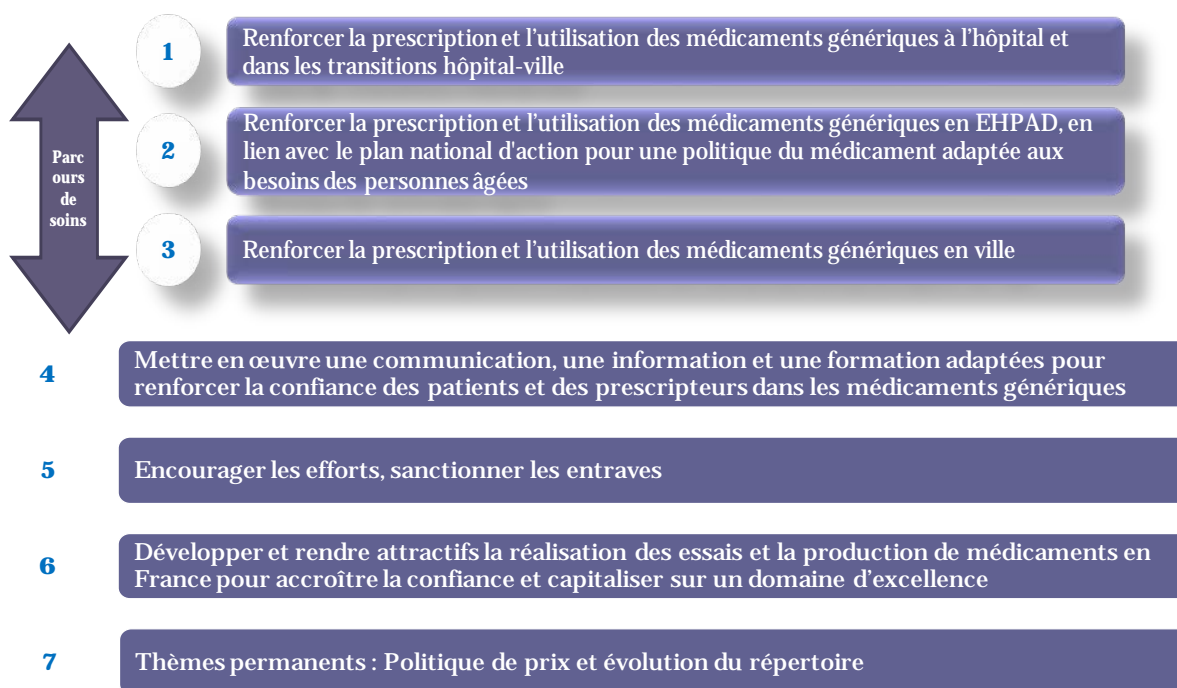 1
Renforcer la prescription et l'utilisation des médicaments génériques à l'hôpital et
dans les transitions hôpital-ville
Parc
ours
de
soins
2
Renforcer la prescription et l'utilisation des médicaments génériques en EHPAD, en
lien avec le plan national d'action pour une politique du médicament adaptée aux
besoins des personnes âgées
3
Renforcer la prescription et l'utilisation des médicaments génériques en ville
4
Mettre en œuvre une communication, une information et une formation adaptées pour
renforcer la confiance des patients et des prescripteurs dans les médicaments génériques
5
Encourager les efforts, sanctionner les entraves
6
Développer et rendre attractifs la réalisation des essais et la production de médicaments en
France pour accroître la confiance et capitaliser sur un domaine d'excellence
7
Thèmes permanents : Politique de prix et évolution du répertoire